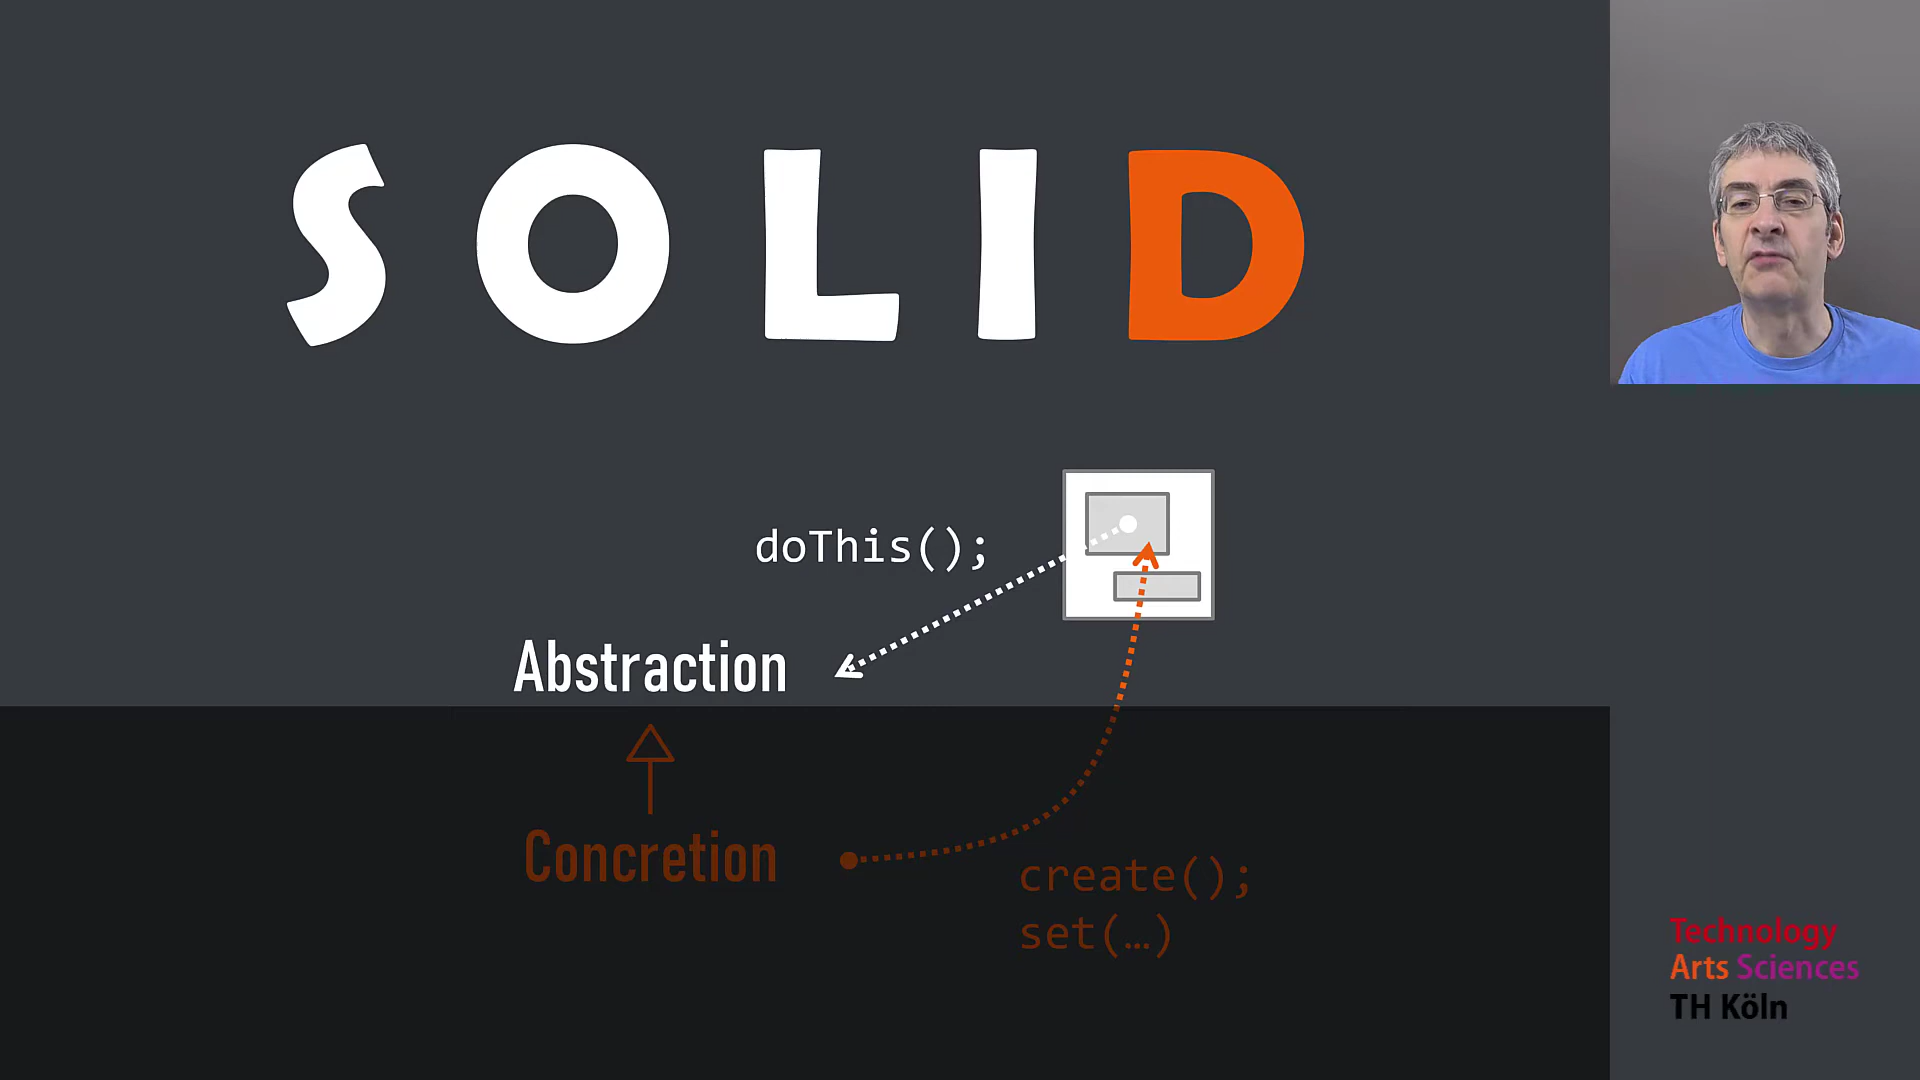 SOLID
doThis();
Abstraction
Concretion
create();
set(…)
Technology
Arts Sciences
TH Köln